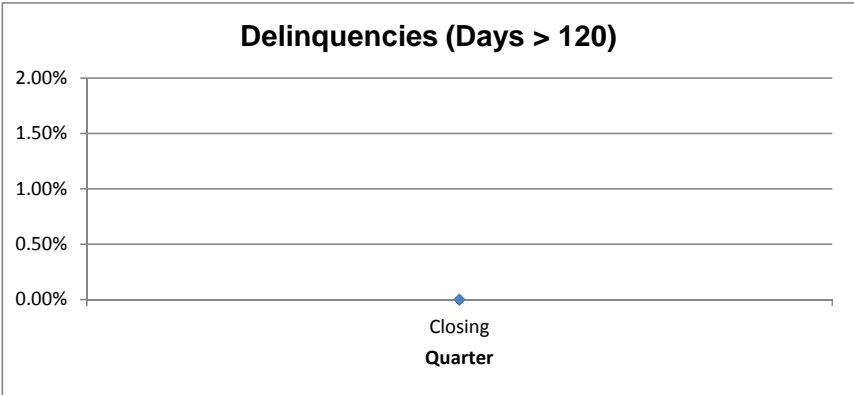 Delinquencies (Days > 120)
2.00%
1.50%
1.00%
0.50%
0.00%
Closing
Quarter